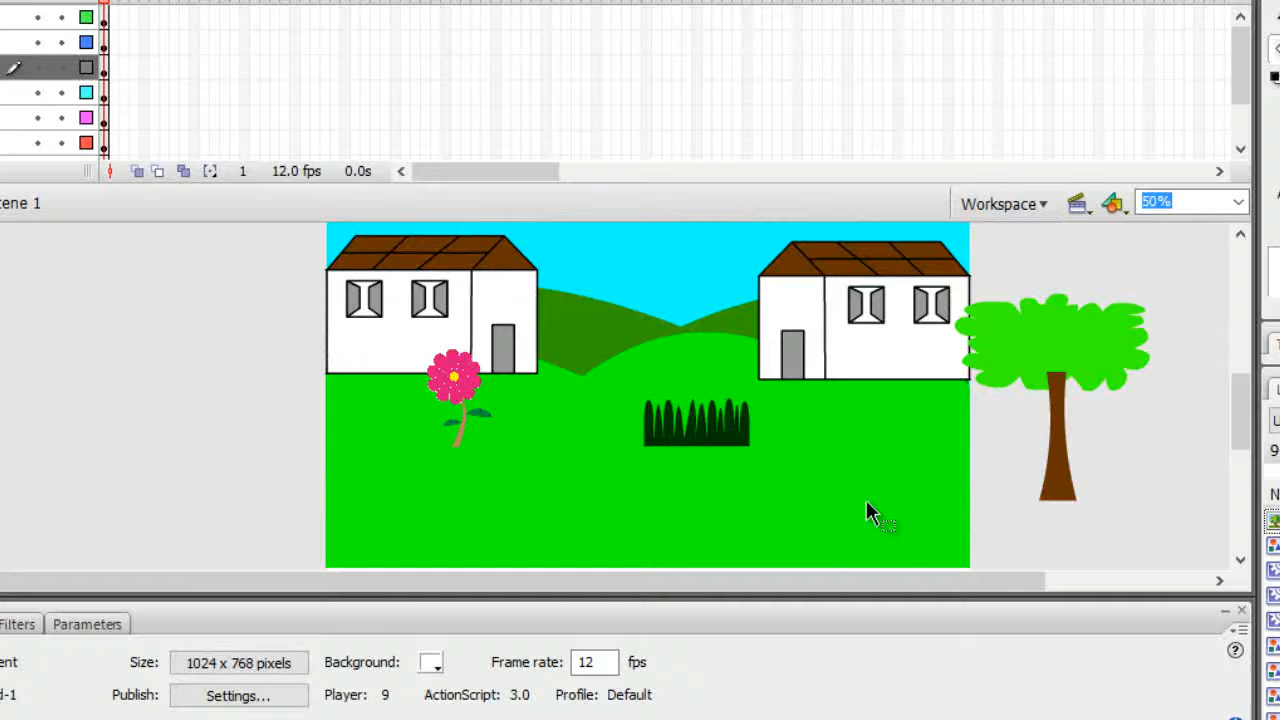 1 12.0 fps 0.0s
cene 1 Workspace 50%
Filters Parameters
ent Size: 1024 x 768 pixels Background: Frame rate: 12 fps
d-1 Publish: Settings... Player: 9 ActionScript: 3.0 Profile: Default